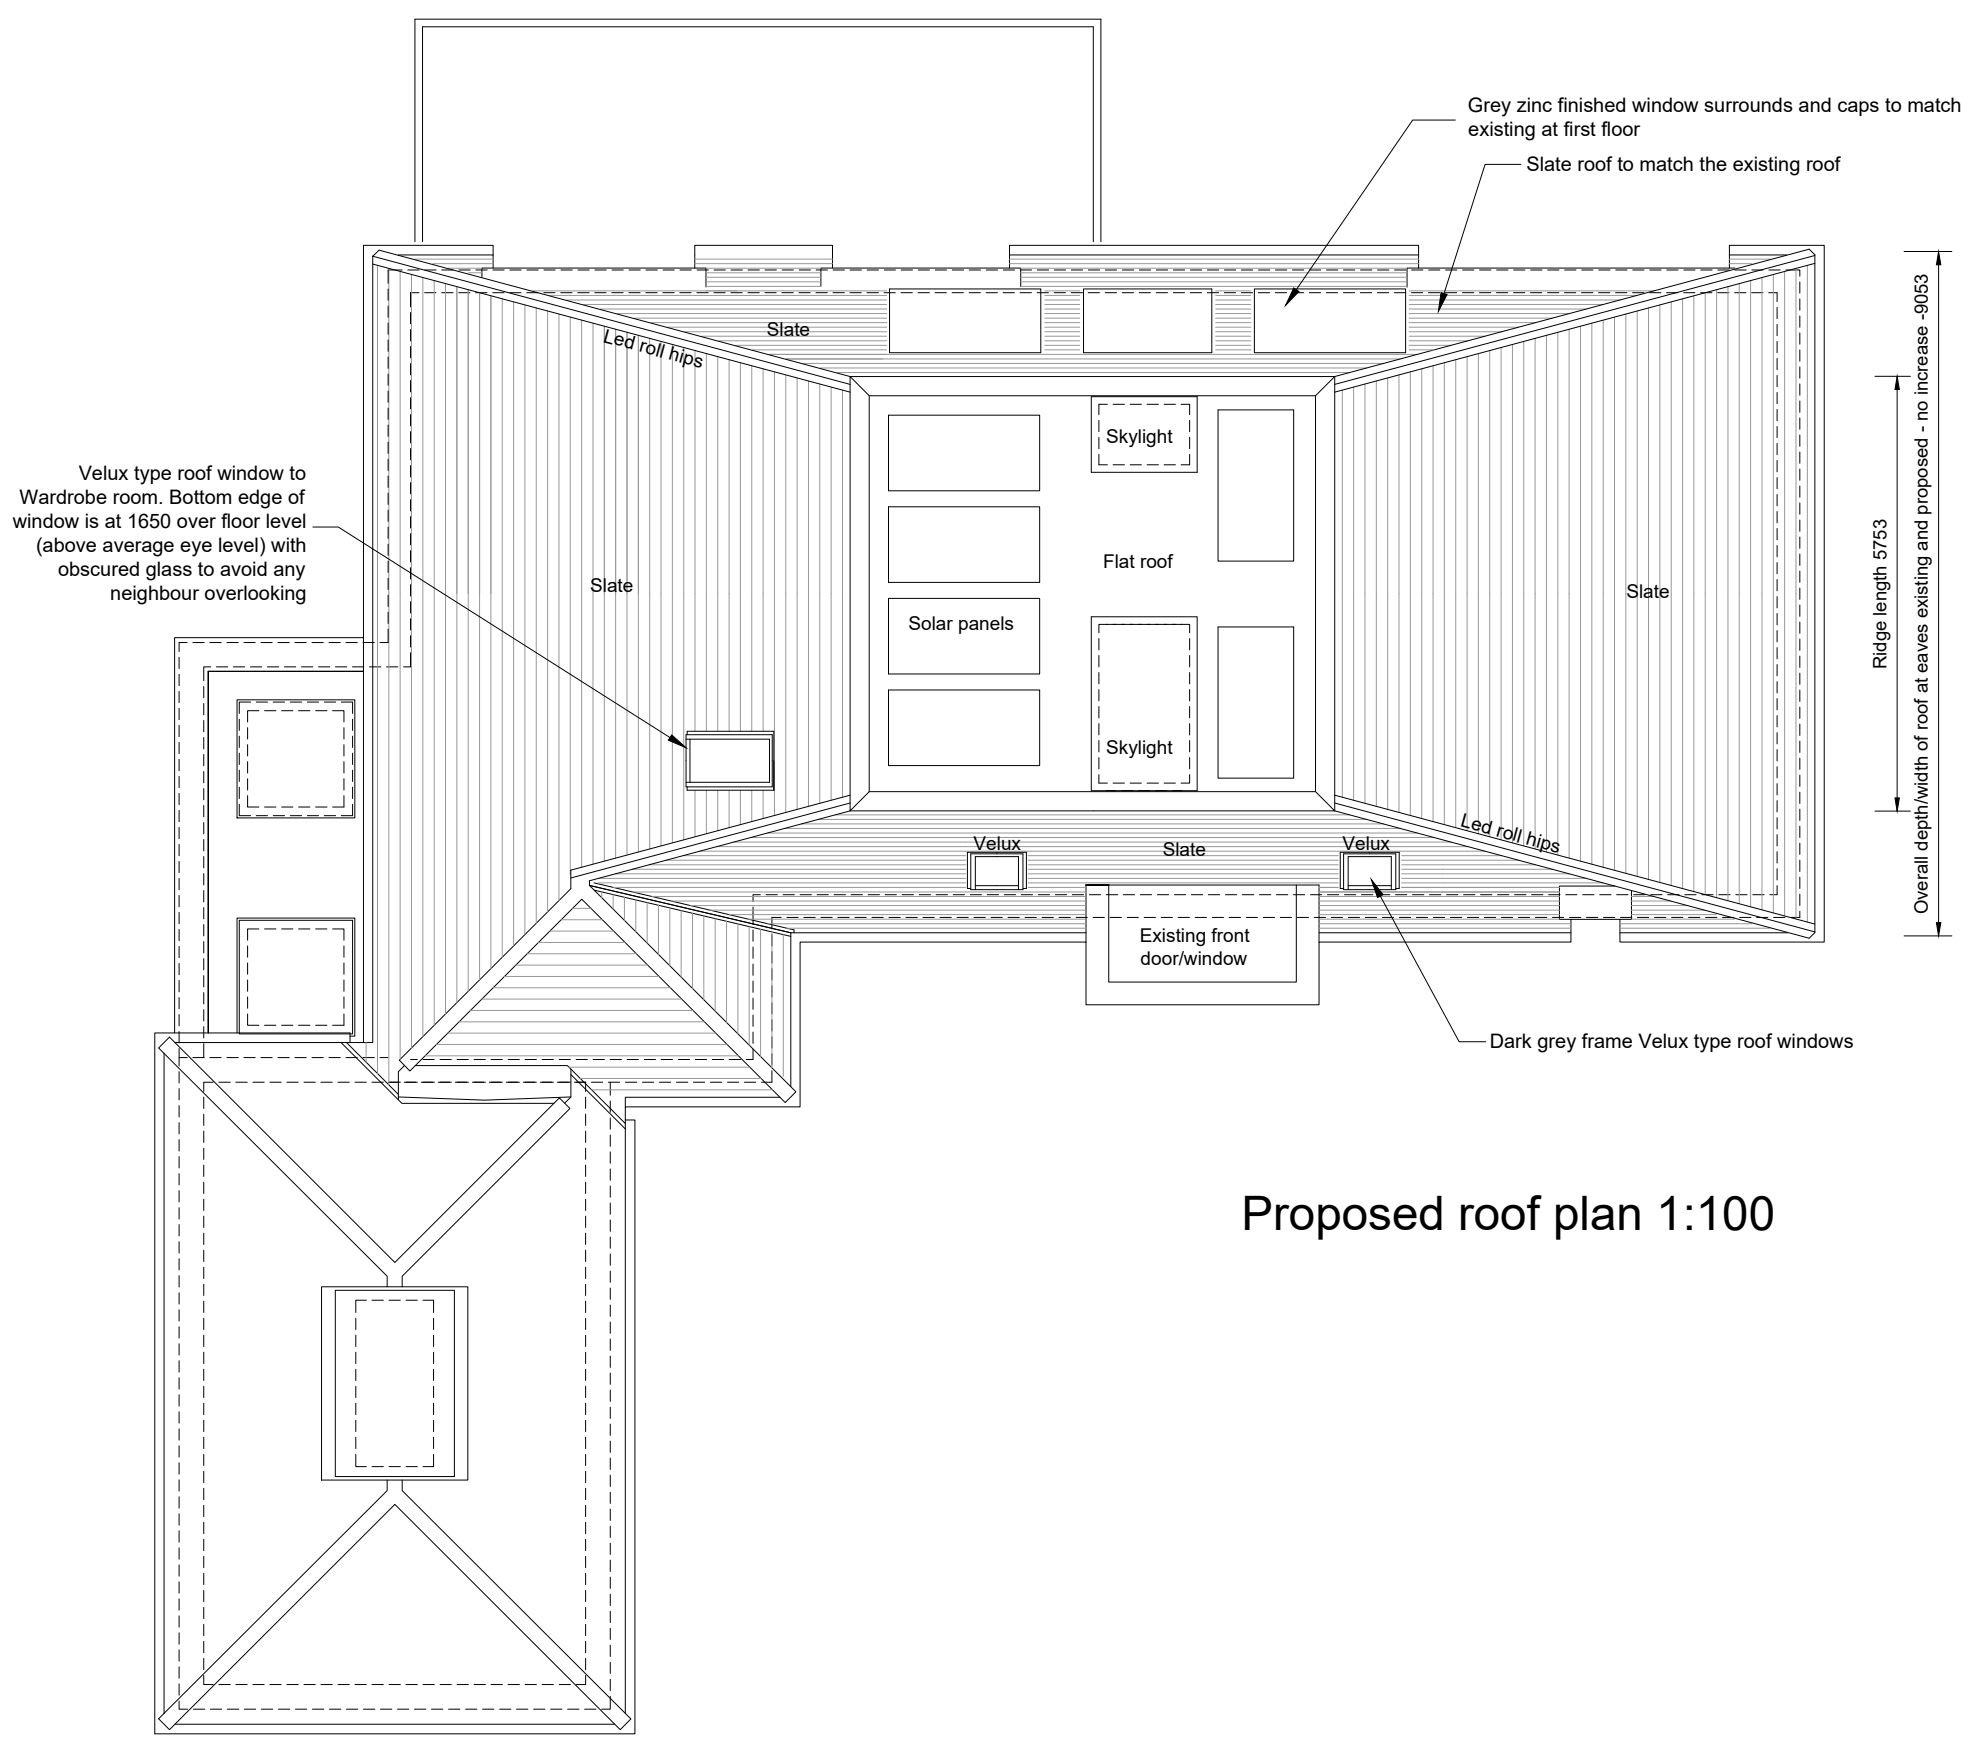 Grey zinc finished window surrounds and caps to match
existing at first floor
Slate roof to match the existing roof
Slate
Led roll hips
Skylight
Velux type roof window to
Wardrobe room. Bottom edge of
window is at 1650 over floor level
(above average eye level) with
obscured glass to avoid any
neighbour overlooking
Slate
Flat roof
Solar panels
Slate
Ridge length 5753
Overall depth/width of roof at eaves existing and proposed - no increase -9053
Skylight
Led roll hips
Velux
Slate
Velux
Existing front
door/window
Dark grey frame Velux type roof windows
Proposed roof plan 1:100